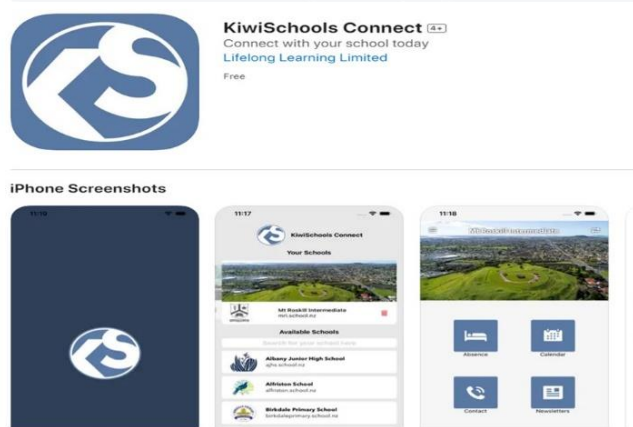 KS
KiwiSchools Connect 4+
Connect with your school today
Lifelong Learning Limited
Free
iPhone Screenshots
11:18
KS
11:17
KiwiSchools Connect
Your Schools
Mt Roskill Intermediate
mri.school.nz
Available Schools
Search for your school here
Albany Junior High School
ajhs.school.nz
Alfriston School
alfriston.school.nz
Birkdale Primary School
birkdaleprimary.school.nz
11:18
Mt Roskill Intermediate
Absence
Calendar
Contact
Newsletters